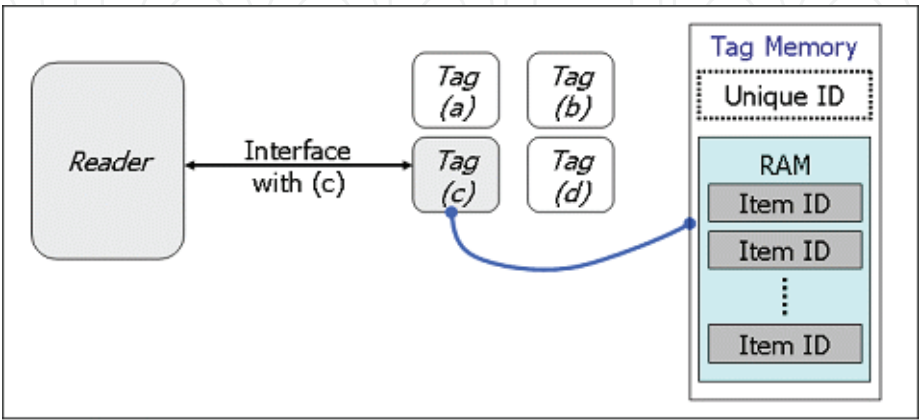 Reader
Interface
with (c)
Tag
(a)
Tag
(b)
Tag
(c)
Tag
(d)
Tag Memory
Unique ID
RAM
Item ID
Item ID
Item ID